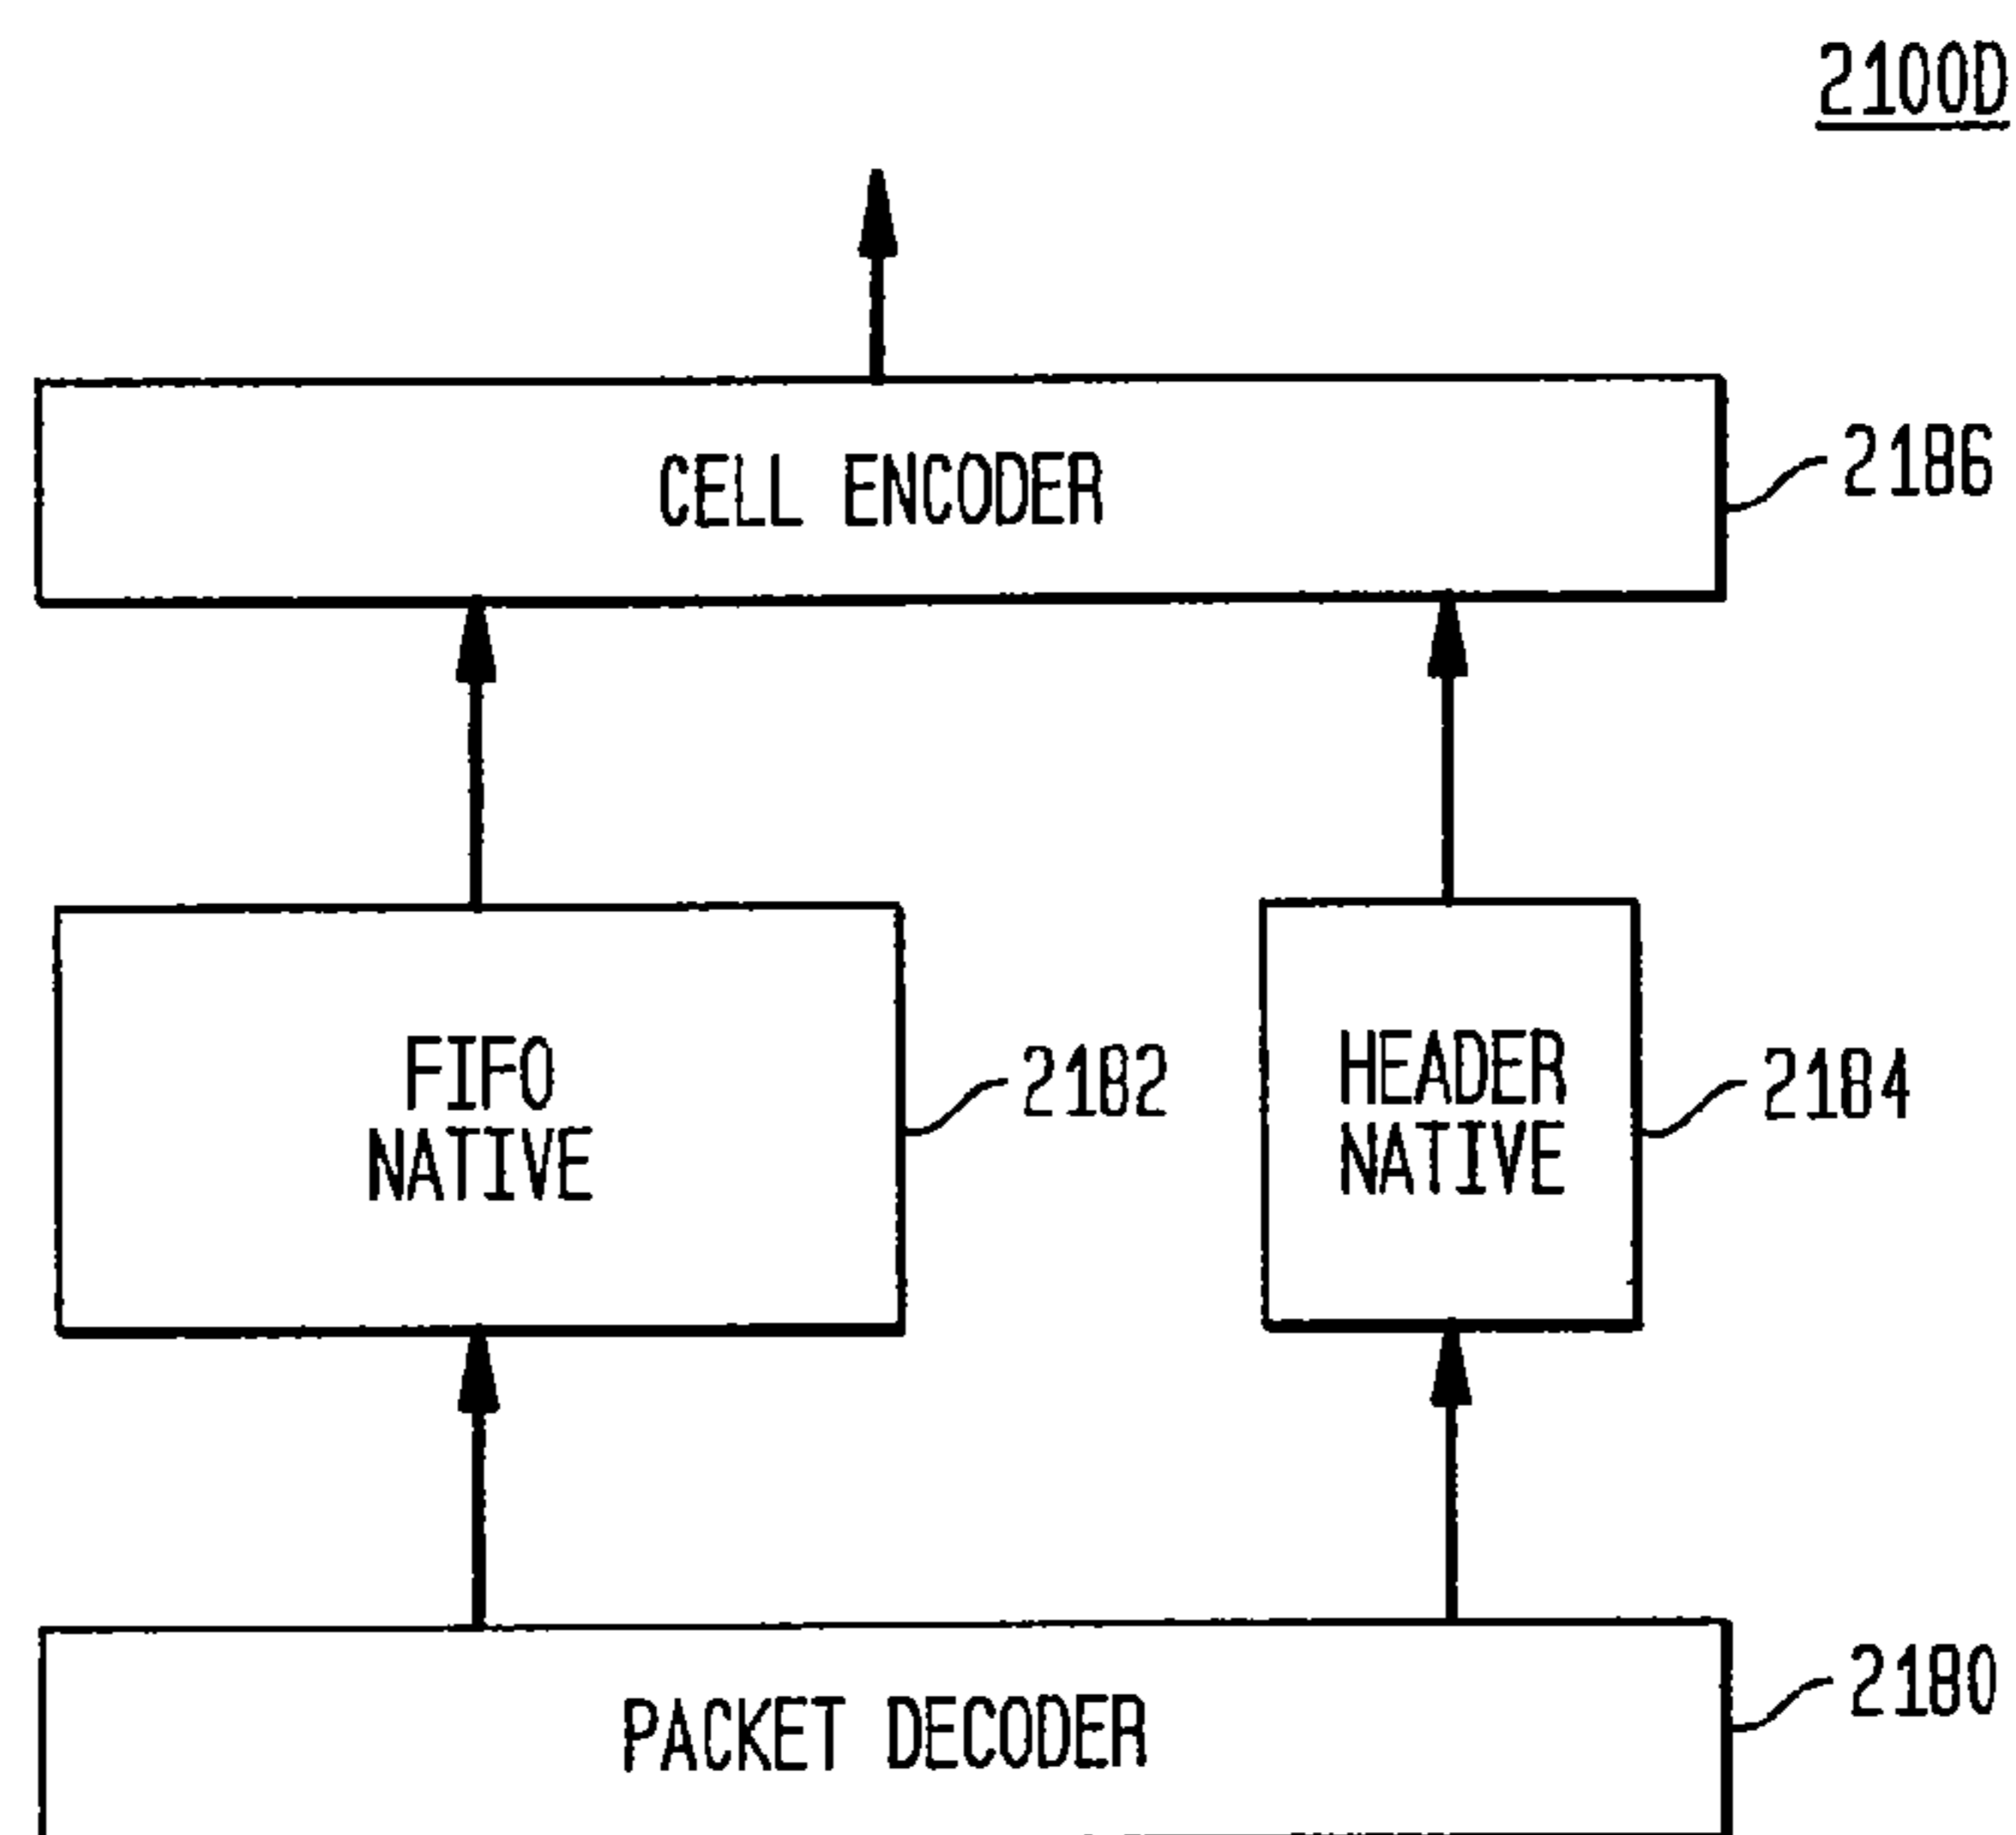 2100D
CELL ENCODER
2186
FIFO
NATIVE
2182
HEADER
NATIVE
2184
PACKET DECODER
2180